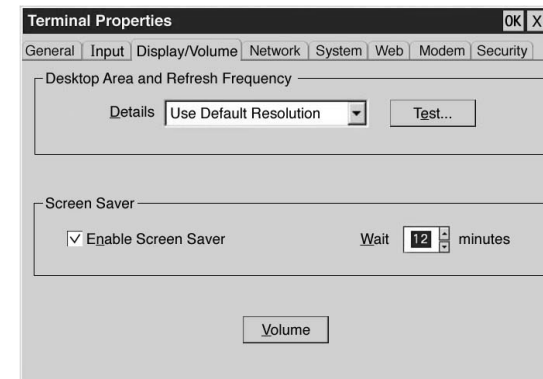 Terminal Properties OK X
General Input Display/Volume Network System Web Modem Security
Desktop Area and Refresh Frequency
Details Use Default Resolution Test...
Screen Saver
Enable Screen Saver Wait 12 minutes
Volume